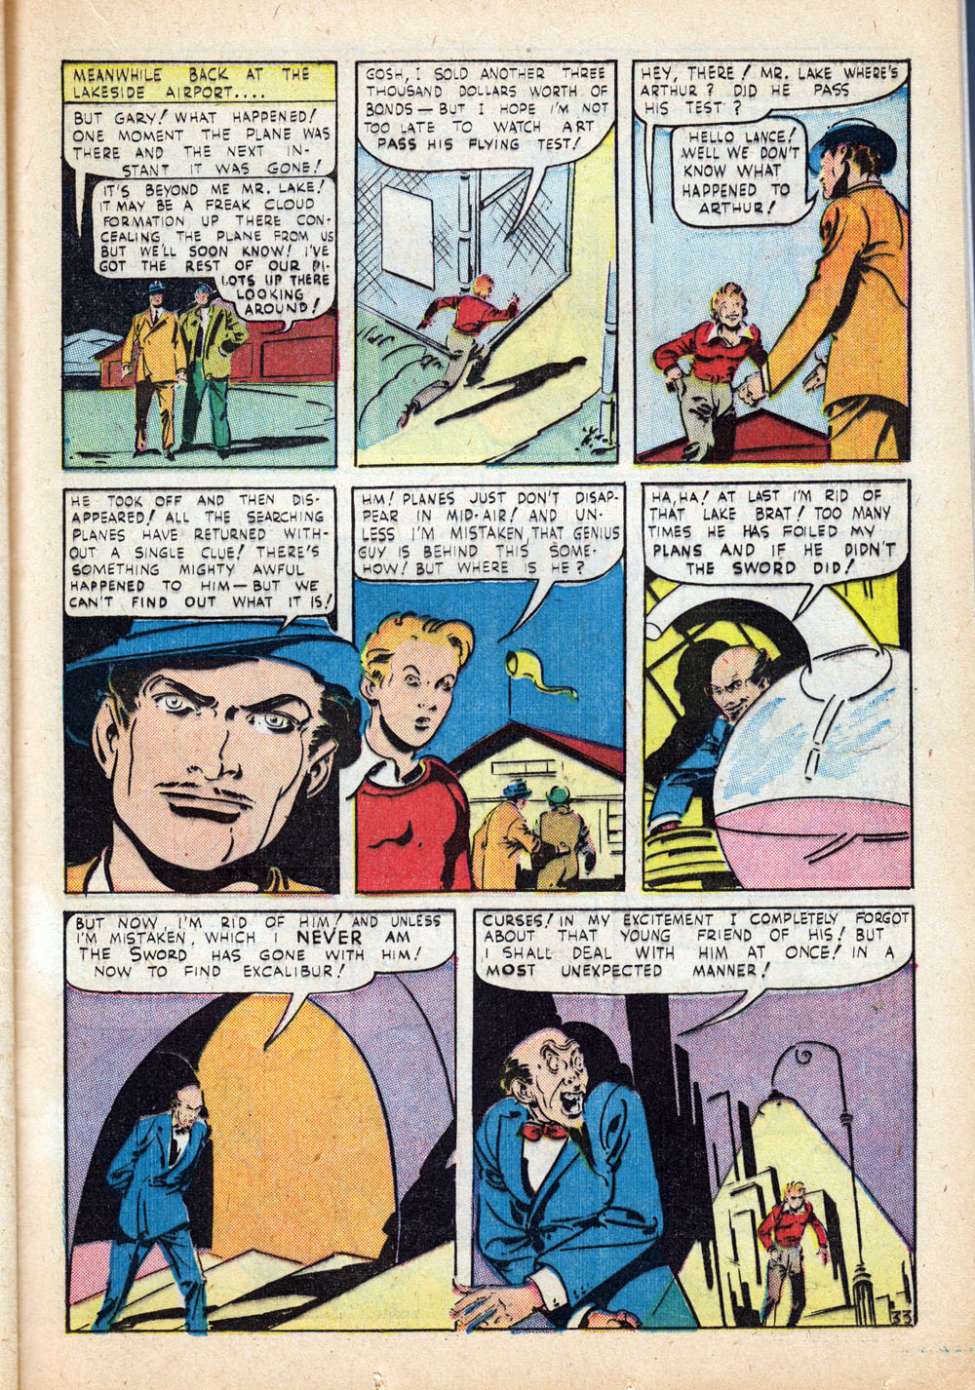 MEANWHILE BACK AT THE
LAKESIDE AIRPORT....
BUT GARY! WHAT HAPPENED!
ONE MOMENT THE PLANE WAS
THERE AND THE NEXT IN-
STANT IT WAS GONE!
IT'S BEYOND ME MR. LAKE!
IT MAY BE A FREAK CLOUD
FORMATION UP THERE CON-
CEALING THE PLANE FROM US
BUT WE'LL SOON KNOW! I'VE
GOT THE REST OF OUR PI-
LOTS UP THERE
LOOKING
AROUND!
GOSH, I SOLD ANOTHER THREE
THOUSAND DOLLARS WORTH OF
BONDS — BUT I HOPE I'M NOT
TOO LATE TO WATCH ART
PASS HIS FLYING TEST!
HEY, THERE! MR. LAKE WHERE'S
ARTHUR? DID HE PASS
HIS TEST?
HELLO LANCE!
WELL WE DON'T
KNOW WHAT
HAPPENED TO
ARTHUR!
HE TOOK OFF AND THEN DIS-
APPEARED! ALL THE SEARCHING
PLANES HAVE RETURNED WITH-
OUT A SINGLE CLUE! THERE'S
SOMETHING MIGHTY AWFUL
HAPPENED TO HIM — BUT WE
CAN'T FIND OUT WHAT IT IS!
HM! PLANES JUST DON'T DISAP-
PEAR IN MID-AIR! AND UN-
LESS I'M MISTAKEN, THAT GENIUS
GUY IS BEHIND THIS SOME-
HOW! BUT WHERE IS HE?
HA, HA! AT LAST I'M RID OF
THAT LAKE BRAT! TOO MANY
TIMES HE HAS FOILED MY
PLANS AND IF HE DIDN'T
THE SWORD DID!
BUT NOW, I'M RID OF HIM! AND UNLESS
I'M MISTAKEN, WHICH I NEVER AM
THE SWORD HAS GONE WITH HIM!
NOW TO FIND EXCALIBUR!
CURSES! IN MY EXCITEMENT I COMPLETELY FORGOT
ABOUT THAT YOUNG FRIEND OF HIS! BUT
I SHALL DEAL WITH HIM AT ONCE! IN A
MOST UNEXPECTED MANNER!
33